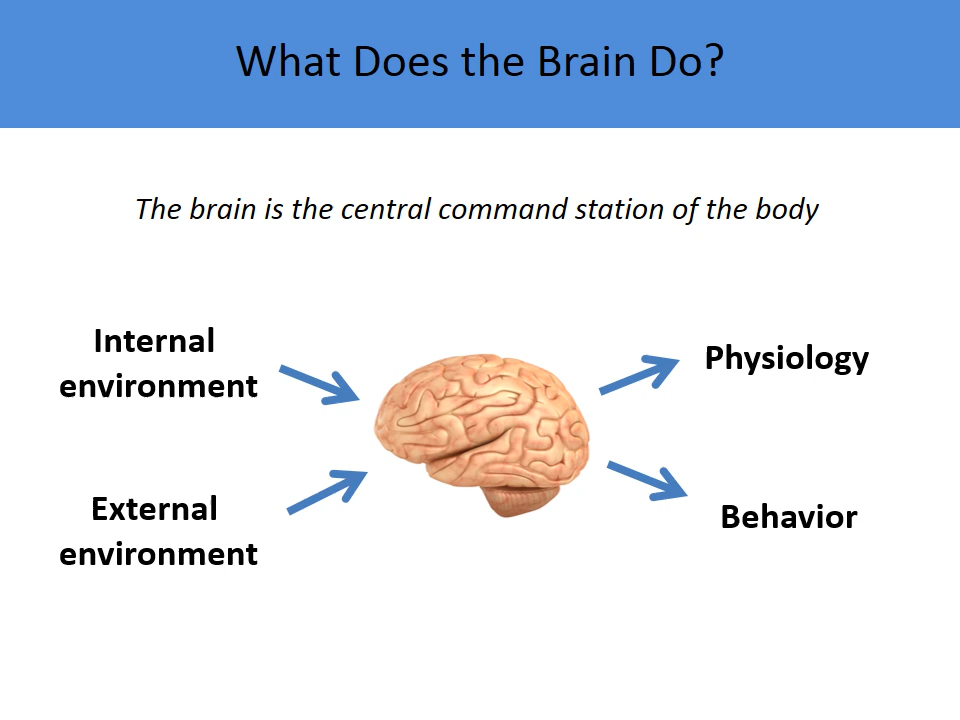 What Does the Brain Do?
The brain is the central command station of the body
Internal
environment
External
environment
Physiology
Behavior